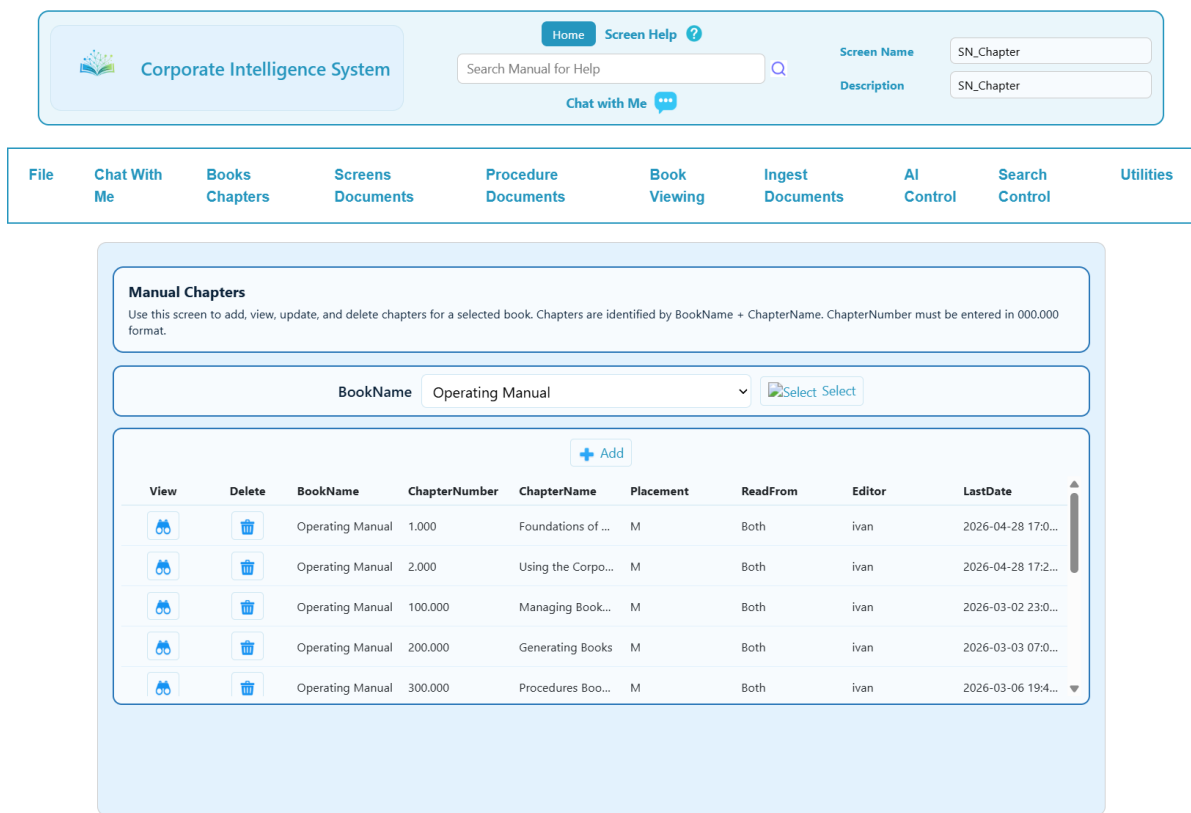 Home Screen Help ?
Corporate Intelligence System
Search Manual for Help
Chat with Me
Screen Name SN_Chapter
Description SN_Chapter
File
Chat With
Me
Books
Chapters
Screens
Documents
Procedure
Documents
Book
Viewing
Ingest
Documents
AI
Control
Search
Control
Utilities
Manual Chapters
Use this screen to add, view, update, and delete chapters for a selected book. Chapters are identified by BookName + ChapterName. ChapterNumber must be entered in 000.000
format.
BookName Operating Manual Select Select
Add
View Delete BookName ChapterNumber ChapterName Placement ReadFrom Editor LastDate
Operating Manual 1.000 Foundations of ... M Both ivan 2026-04-28 17:0...
Operating Manual 2.000 Using the Corpo... M Both ivan 2026-04-28 17:2...
Operating Manual 100.000 Managing Book... M Both ivan 2026-03-02 23:0...
Operating Manual 200.000 Generating Books M Both ivan 2026-03-03 07:0...
Operating Manual 300.000 Procedures Boo... M Both ivan 2026-03-06 19:4...